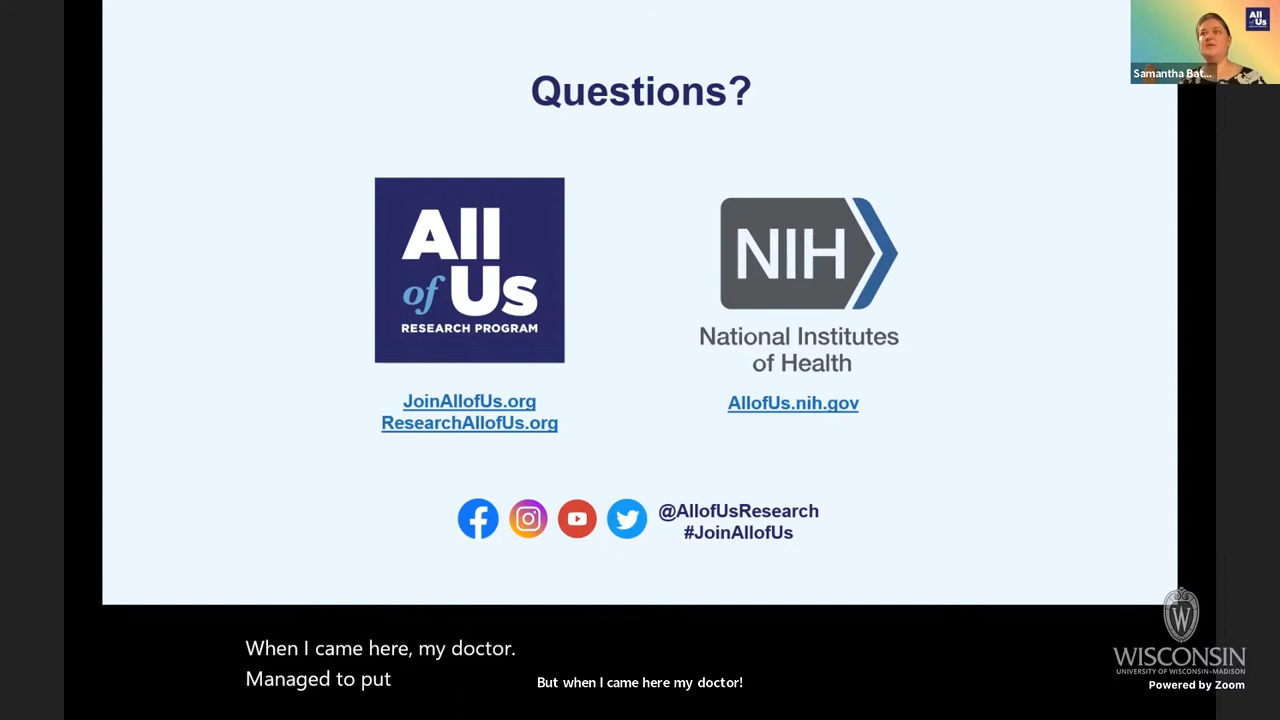 All
of Us
Samantha Bat...
Questions?
All
of Us
RESEARCH PROGRAM
NIH
National Institutes
of Health
JoinAllofUs.org
ResearchAllofUs.org
AllofUs.nih.gov
@AllofUsResearch
#JoinAllofUs
When I came here, my doctor.
Managed to put
But when I came here my doctor!
W
WISCONSIN
UNIVERSITY OF WISCONSIN–MADISON
Powered by Zoom